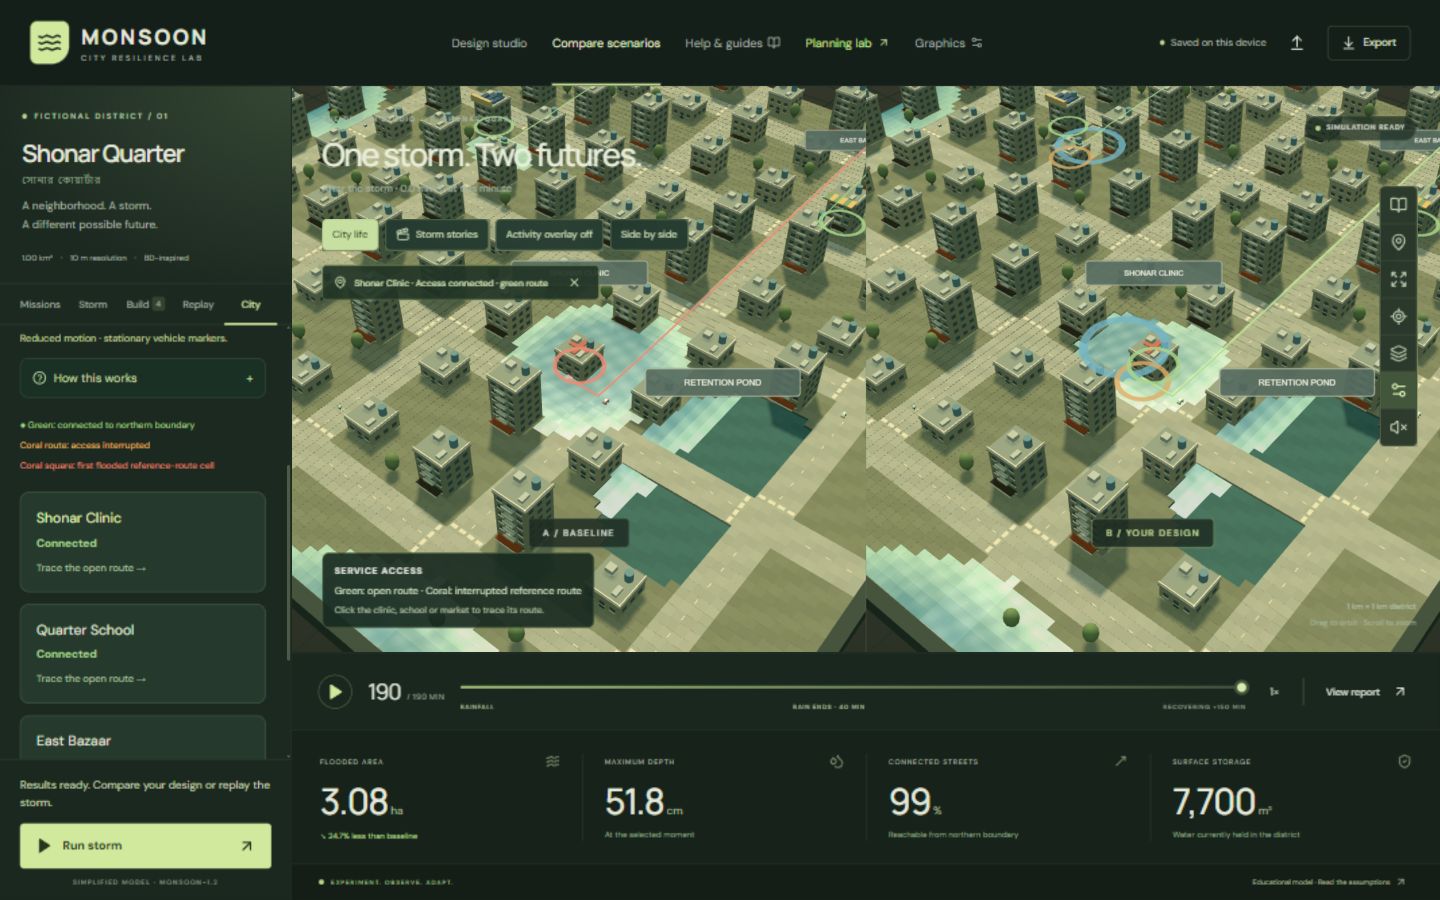 MONSOON
CITY RESILIENCE LAB
Design studio
Compare scenarios
Help & guides
Planning lab
Graphics
Saved on this device
Export
FICTIONAL DISTRICT / 01
Shonar Quarter
সোনার কোয়ার্টার
A neighborhood. A storm.
A different possible future.
1.00 km² · 10 m resolution · BD-inspired
Missions
Storm
Build 4
Replay
City
Reduced motion · stationary vehicle markers.
How this works +
Green: connected to northern boundary
Coral route: access interrupted
Coral square: first flooded reference-route cell
Shonar Clinic
Connected
Trace the open route →
Quarter School
Connected
Trace the open route →
East Bazaar
Results ready. Compare your design or replay the
storm.
Run storm
SIMPLIFIED MODEL · MONSOON-1.3
One storm. Two futures.
City life
Storm stories
Activity overlay off
Side by side
Shonar Clinic · Access connected · green route
EAST BA
RETENTION POND
A / BASELINE
SERVICE ACCESS
Green: open route · Coral: interrupted reference route
Click the clinic, school or market to trace its route.
SIMULATION READY
EAST BA
SHONAR CLINIC
RETENTION POND
B / YOUR DESIGN
1 km × 1 km district
Drag to orbit · Scroll to zoom
190 / 190 MIN
RAINFALL
RAIN ENDS · 40 MIN
RECOVERING +150 MIN
1×
View report
FLOODED AREA
3.08 ha
↘ 24.7% less than baseline
MAXIMUM DEPTH
51.8 cm
At the selected moment
CONNECTED STREETS
99 %
Reachable from northern boundary
SURFACE STORAGE
7,700 m³
Water currently held in the district
EXPERIMENT. OBSERVE. ADAPT.
Educational model · Read the assumptions